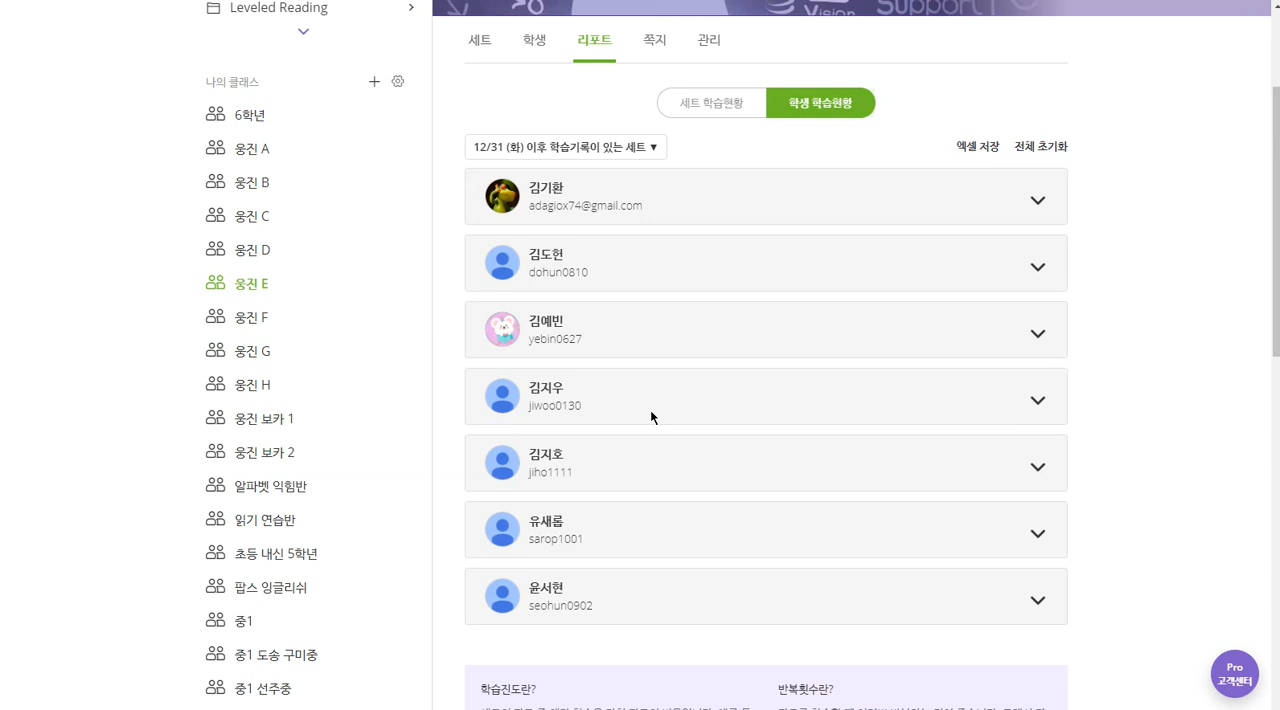 Leveled Reading
나의 클래스
6학년
웅진 A
웅진 B
웅진 C
웅진 D
웅진 E
웅진 F
웅진 G
웅진 H
웅진 보카 1
웅진 보카 2
알파벳 익힘반
읽기 연습반
초등 내신 5학년
팝스 잉글리쉬
중1
중1 도송 구미중
중1 선주중
Vision Support
세트 학생 리포트 쪽지 관리
세트 학습현황 학생 학습현황
12/31 (화) 이후 학습기록이 있는 세트 ▼ 엑셀 저장 전체 초기화
김기환
adagiox74@gmail.com
김도헌
dohun0810
김예빈
yebin0627
김지우
jiwoo0130
김지호
jiho1111
유새롭
sarop1001
윤서현
seohun0902
학습진도란? 반복횟수란?
Pro
고객센터